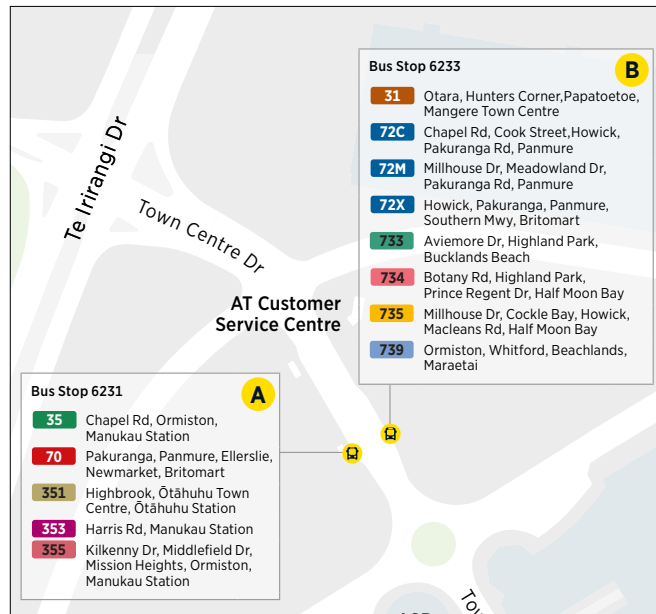 Bus Stop 6233
B
31 Otara, Hunters Corner,Papatoetoe,
Mangere Town Centre
72C Chapel Rd, Cook Street,Howick,
Pakuranga Rd, Panmure
72M Millhouse Dr, Meadowland Dr,
Pakuranga Rd, Panmure
72X Howick, Pakuranga, Panmure,
Southern Mwy, Britomart
733 Aviemore Dr, Highland Park,
Bucklands Beach
734 Botany Rd, Highland Park,
Prince Regent Dr, Half Moon Bay
735 Millhouse Dr, Cockle Bay, Howick,
Macleans Rd, Half Moon Bay
739 Ormiston, Whitford, Beachlands,
Maraetai
Te Irirangi Dr
Town Centre Dr
AT Customer
Service Centre
Bus Stop 6231
A
35 Chapel Rd, Ormiston,
Manukau Station
70 Pakuranga, Panmure, Ellerslie,
Newmarket, Britomart
351 Highbrook, Ōtāhuhu Town
Centre, Ōtāhuhu Station
353 Harris Rd, Manukau Station
355 Kilkenny Dr, Middlefield Dr,
Mission Heights, Ormiston,
Manukau Station